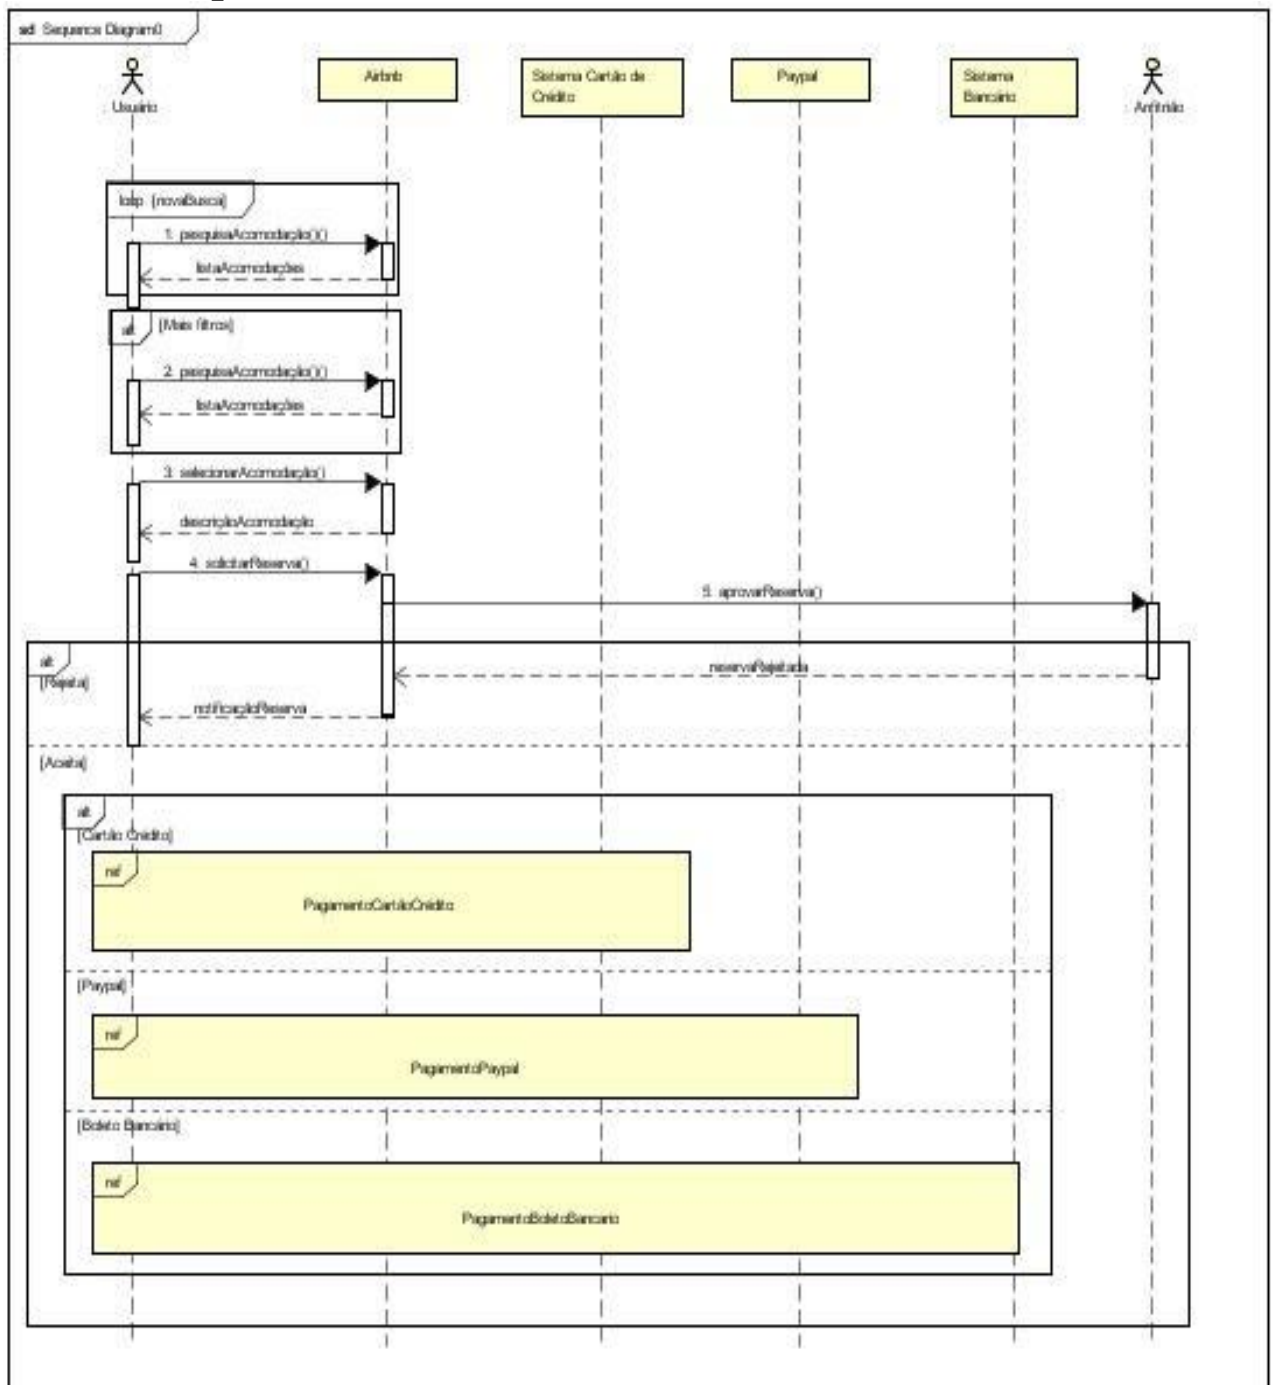 sd Sequence Diagram0
: Usuário
Airbnb
Sistema Cartão de
Crédito
Paypal
Sistema
Bancário
: Anfitrião
loop [novaBusca]
1: pesquisaAcomodação()()
listaAcomodações
alt [Mais filtros]
2: pesquisaAcomodação()()
listaAcomodações
3: selecionarAcomodação()
descriçãoAcomodação
4: solicitarReserva()
5: aprovarReserva()
alt
[Rejeita]
reservaRejeitada
notificaçãoReserva
[Aceita]
alt
[Cartão Crédito]
ref
PagamentoCartãoCrédito
[Paypal]
ref
PagamentoPaypal
[Boleto Bancário]
ref
PagamentoBoletoBancario